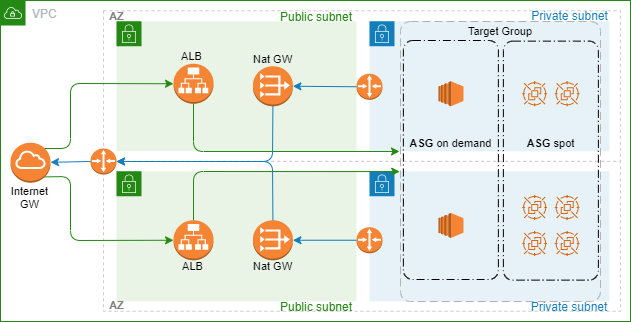 VPC
AZ
Public subnet
Private subnet
Target Group
ALB
Nat GW
ASG on demand
ASG spot
Internet
GW
ALB
Nat GW
AZ
Public subnet
Private subnet